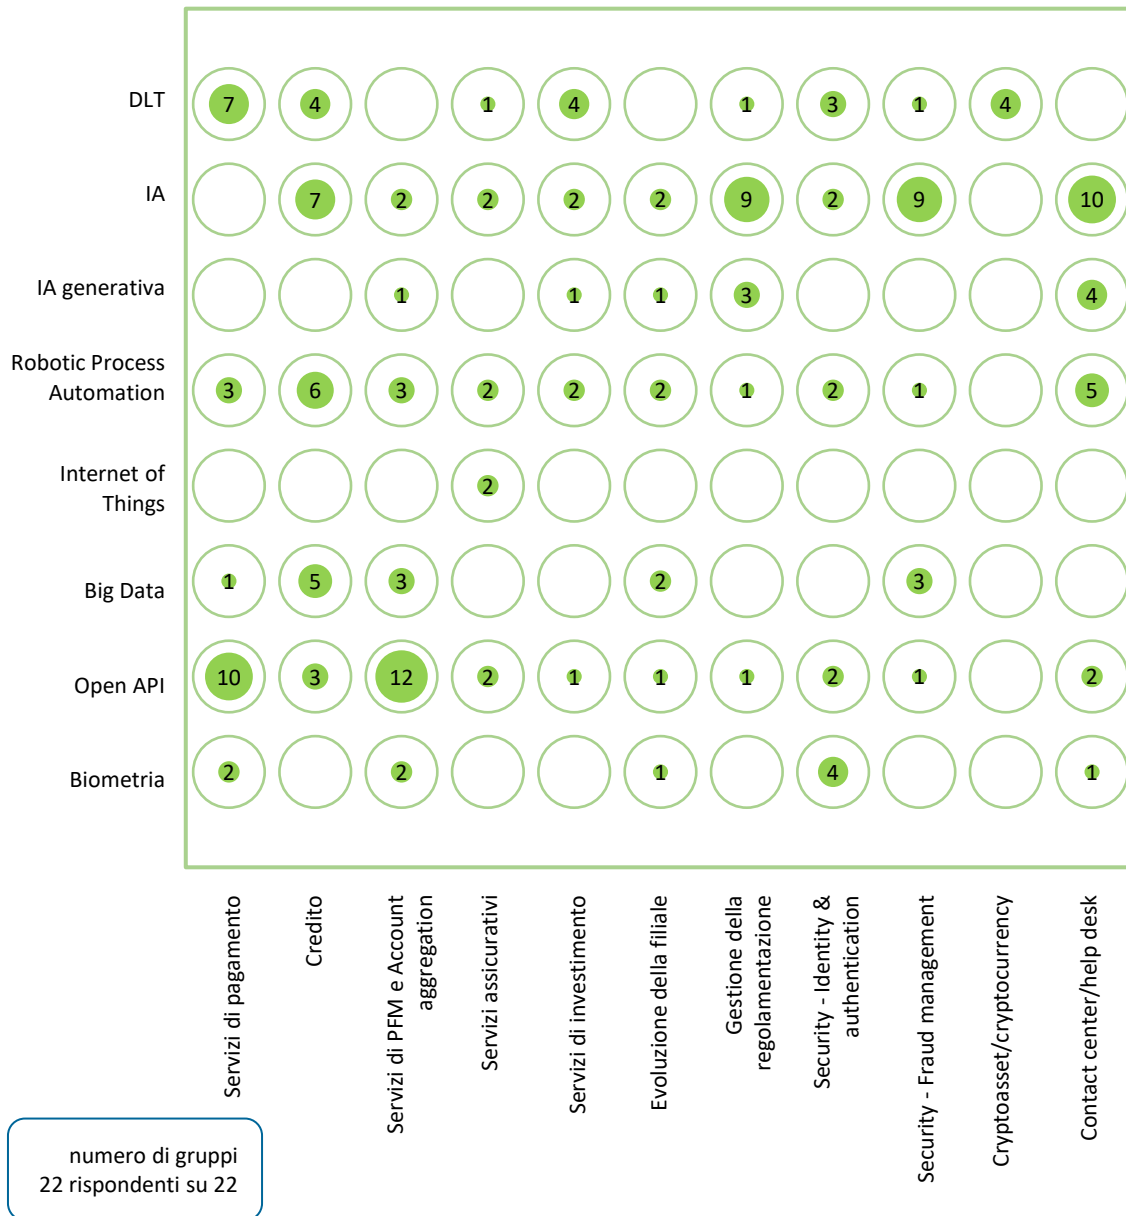 DLT
7 4 1 4 1 3 1 4
IA
7 2 2 2 2 9 2 9 10
IA generativa
1 1 1 3 4
Robotic Process
Automation
3 6 3 2 2 2 1 2 1 5
Internet of
Things
2
Big Data
1 5 3 2 3
Open API
10 3 12 2 1 1 1 2 1 2
Biometria
2 2 1 4 1
Servizi di pagamento
Credito
Servizi di PFM e Account
aggregation
Servizi assicurativi
Servizi di investimento
Evoluzione della filiale
Gestione della
regolamentazione
Security - Identity &
authentication
Security - Fraud management
Cryptoasset/cryptocurrency
Contact center/help desk
numero di gruppi
22 rispondenti su 22